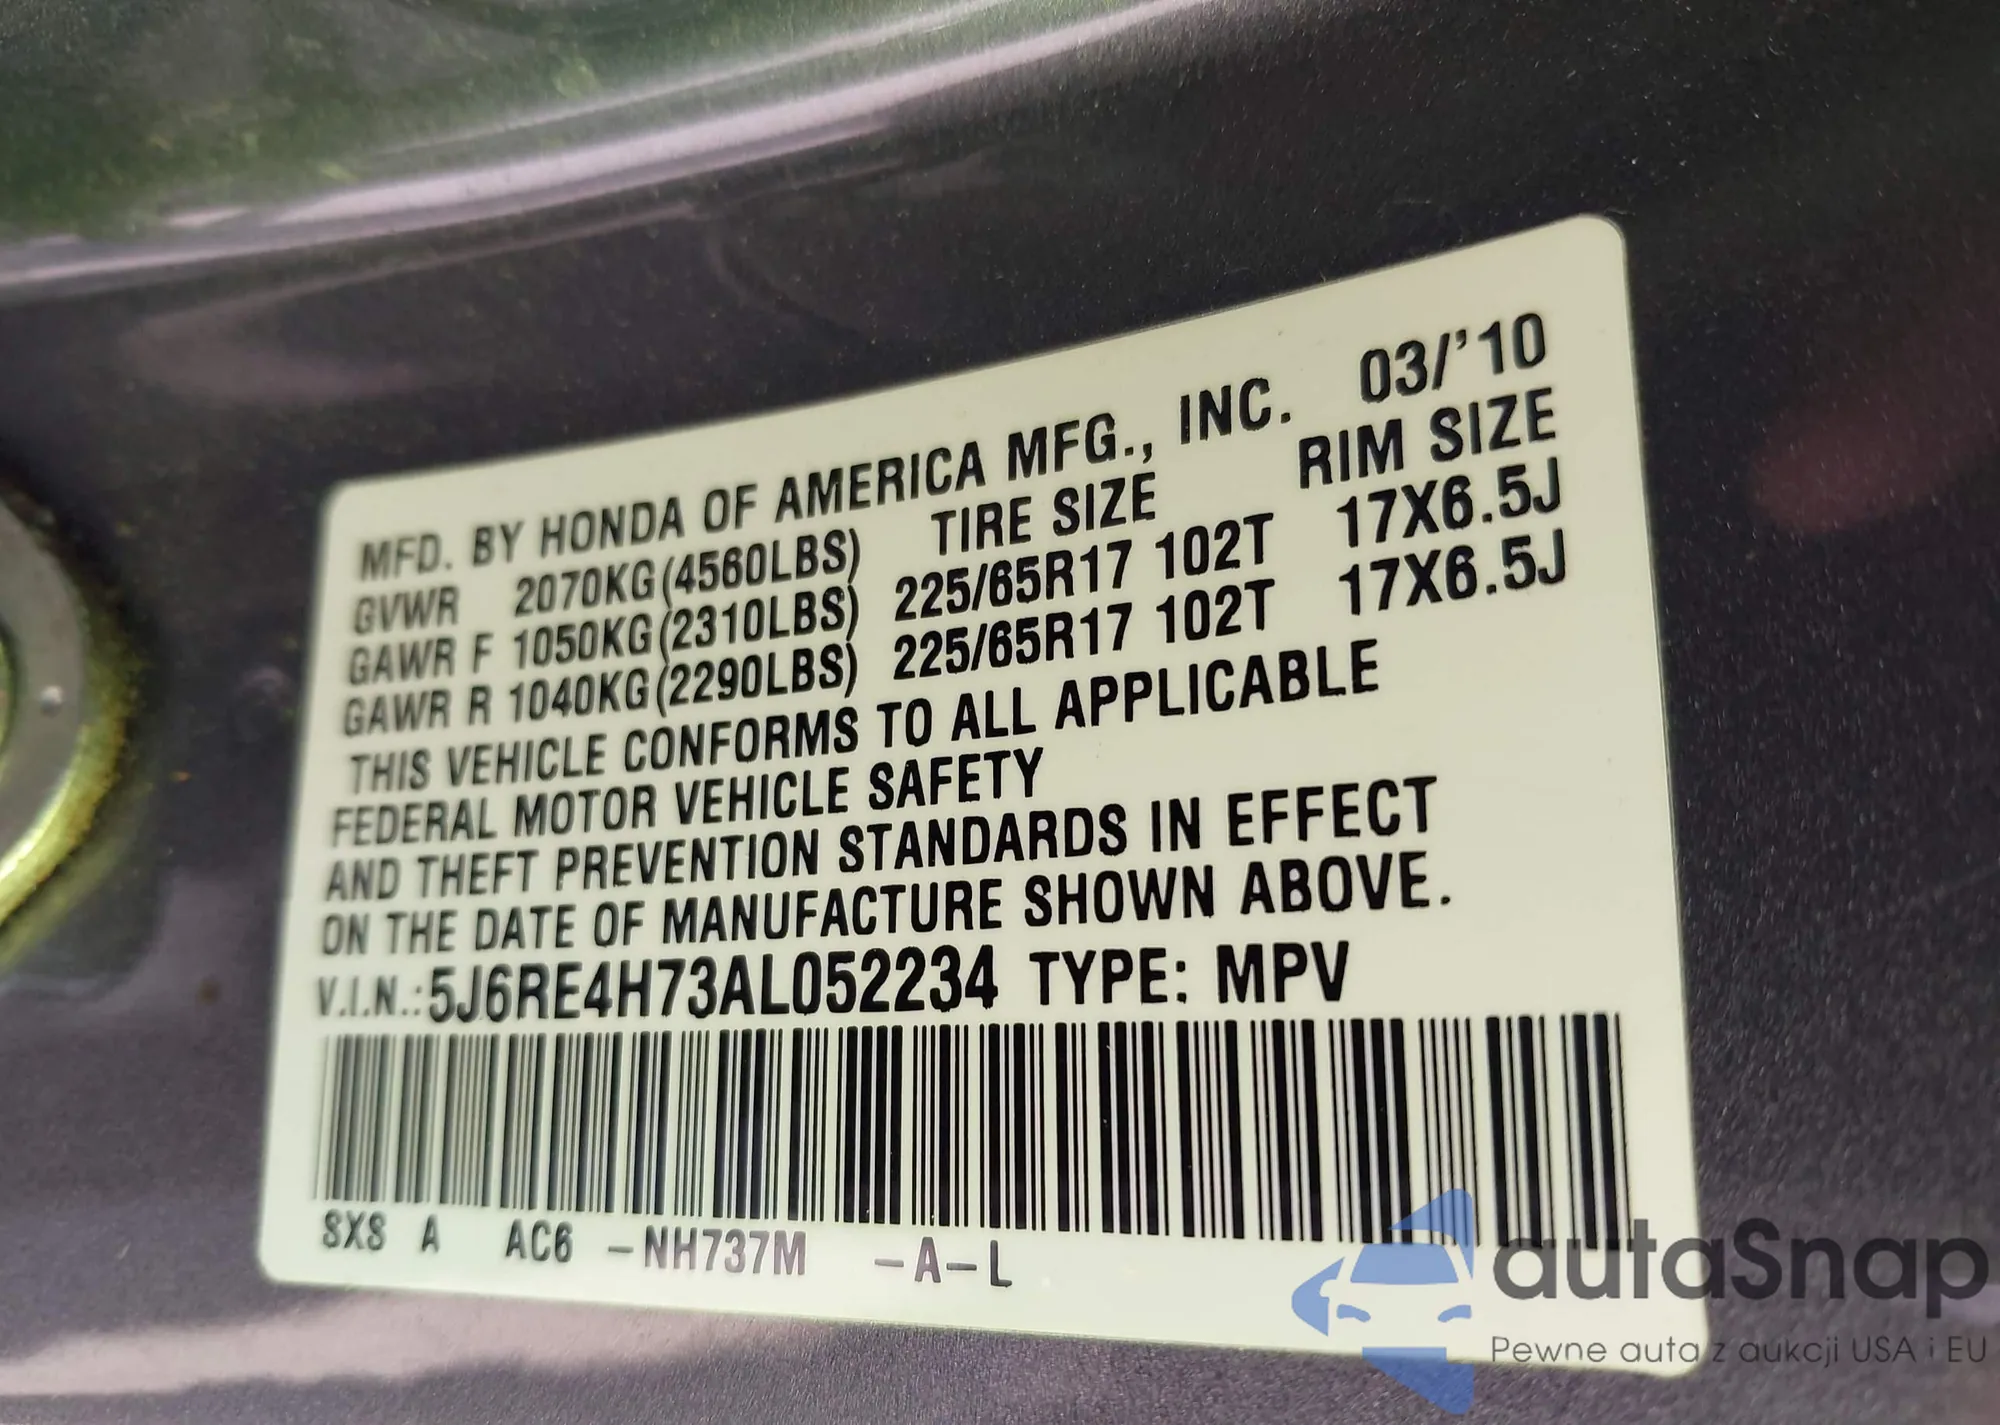 MFD. BY HONDA OF AMERICA MFG., INC. 03/'10
GVWR 2070KG(4560LBS) TIRE SIZE RIM SIZE
GAWR F 1050KG(2310LBS) 225/65R17 102T 17X6.5J
GAWR R 1040KG(2290LBS) 225/65R17 102T 17X6.5J
THIS VEHICLE CONFORMS TO ALL APPLICABLE
FEDERAL MOTOR VEHICLE SAFETY
AND THEFT PREVENTION STANDARDS IN EFFECT
ON THE DATE OF MANUFACTURE SHOWN ABOVE.
V.I.N.:5J6RE4H73AL052234 TYPE: MPV
SXS A AC6 -NH737M -A-L
autaSnap
Pewne auta z aukcji USA i EU